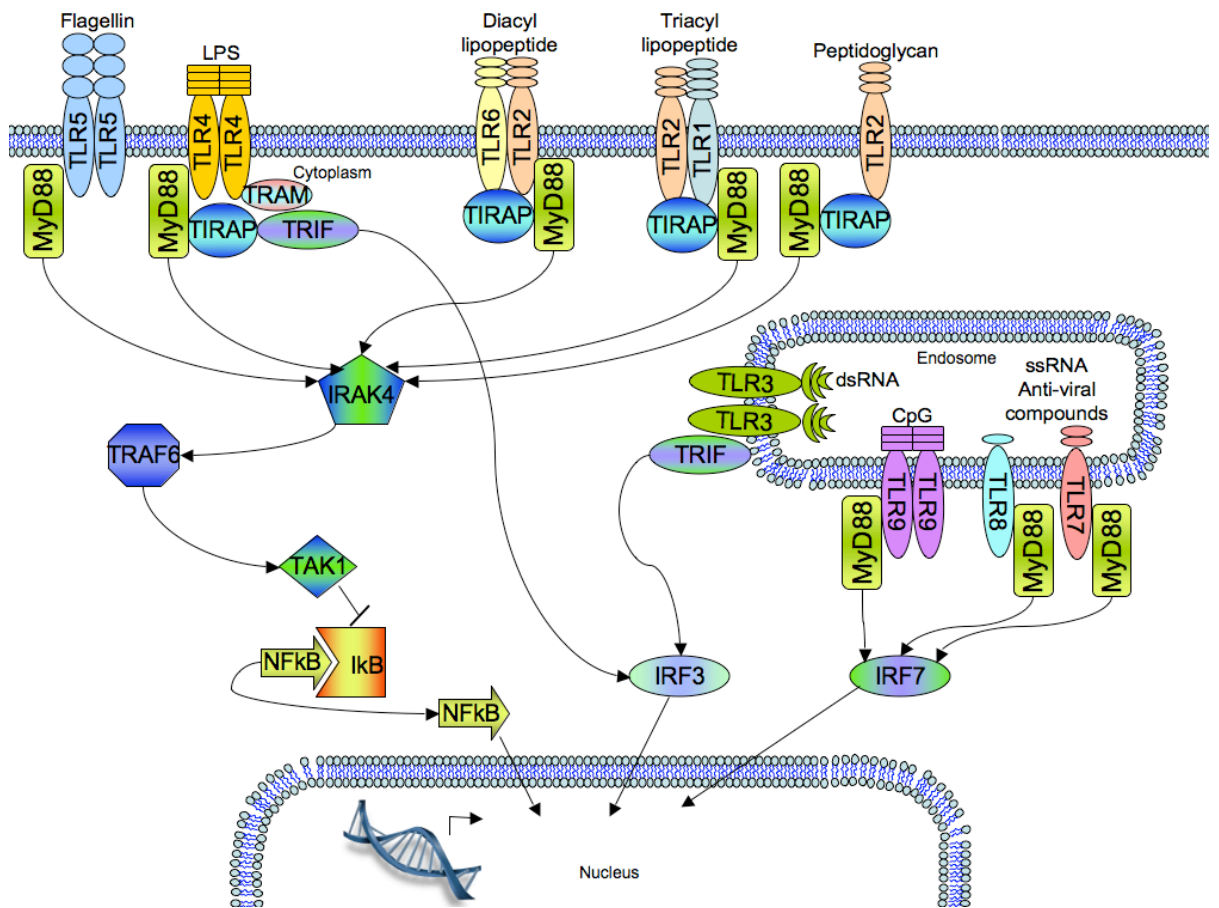 Flagellin
LPS
Diacyl
lipopeptide
Triacyl
lipopeptide
Peptidoglycan
TLR5
TLR5
TLR4
TLR4
TLR6
TLR2
TLR2
TLR1
TLR2
MyD88
MyD88
Cytoplasm
TRAM
TIRAP
TRIF
TIRAP
MyD88
TIRAP
MyD88
MyD88
TIRAP
IRAK4
TRAF6
TAK1
NFkB
IkB
NFkB
Endosome
TLR3
dsRNA
TLR3
TRIF
ssRNA
Anti-viral
compounds
CpG
TLR9
TLR9
TLR8
TLR7
MyD88
MyD88
MyD88
IRF3
IRF7
Nucleus